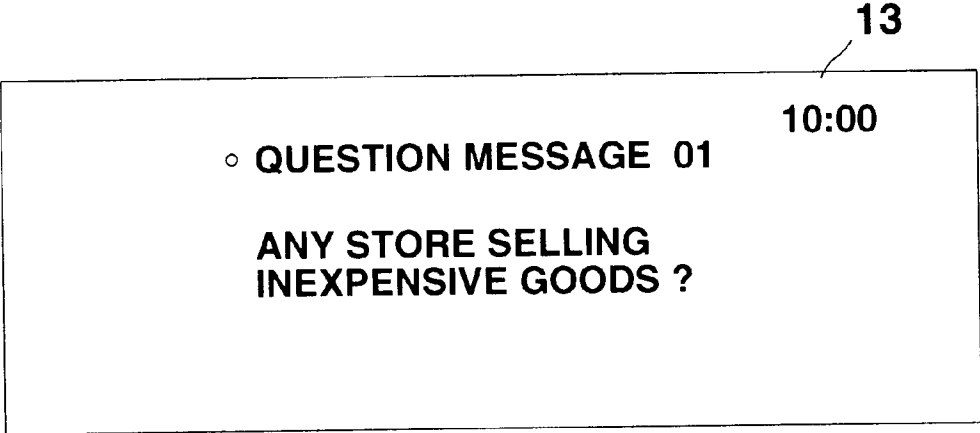 13
10:00
○ QUESTION MESSAGE 01
ANY STORE SELLING
INEXPENSIVE GOODS ?